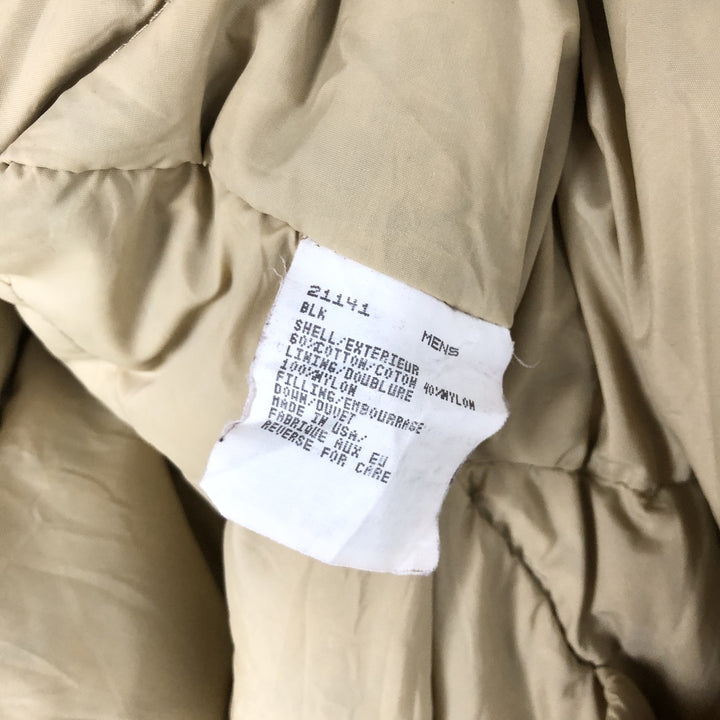 21141
BLK MENS
SHELL/EXTERIEUR
60%COTTON/COTON 40%NYLON
LINING/DOUBLURE
100%NYLON
FILLING/EMBOURRAGE
DOWN/DUVET
MADE IN USA/
FABRIQUE AUX EU
REVERSE FOR CARE